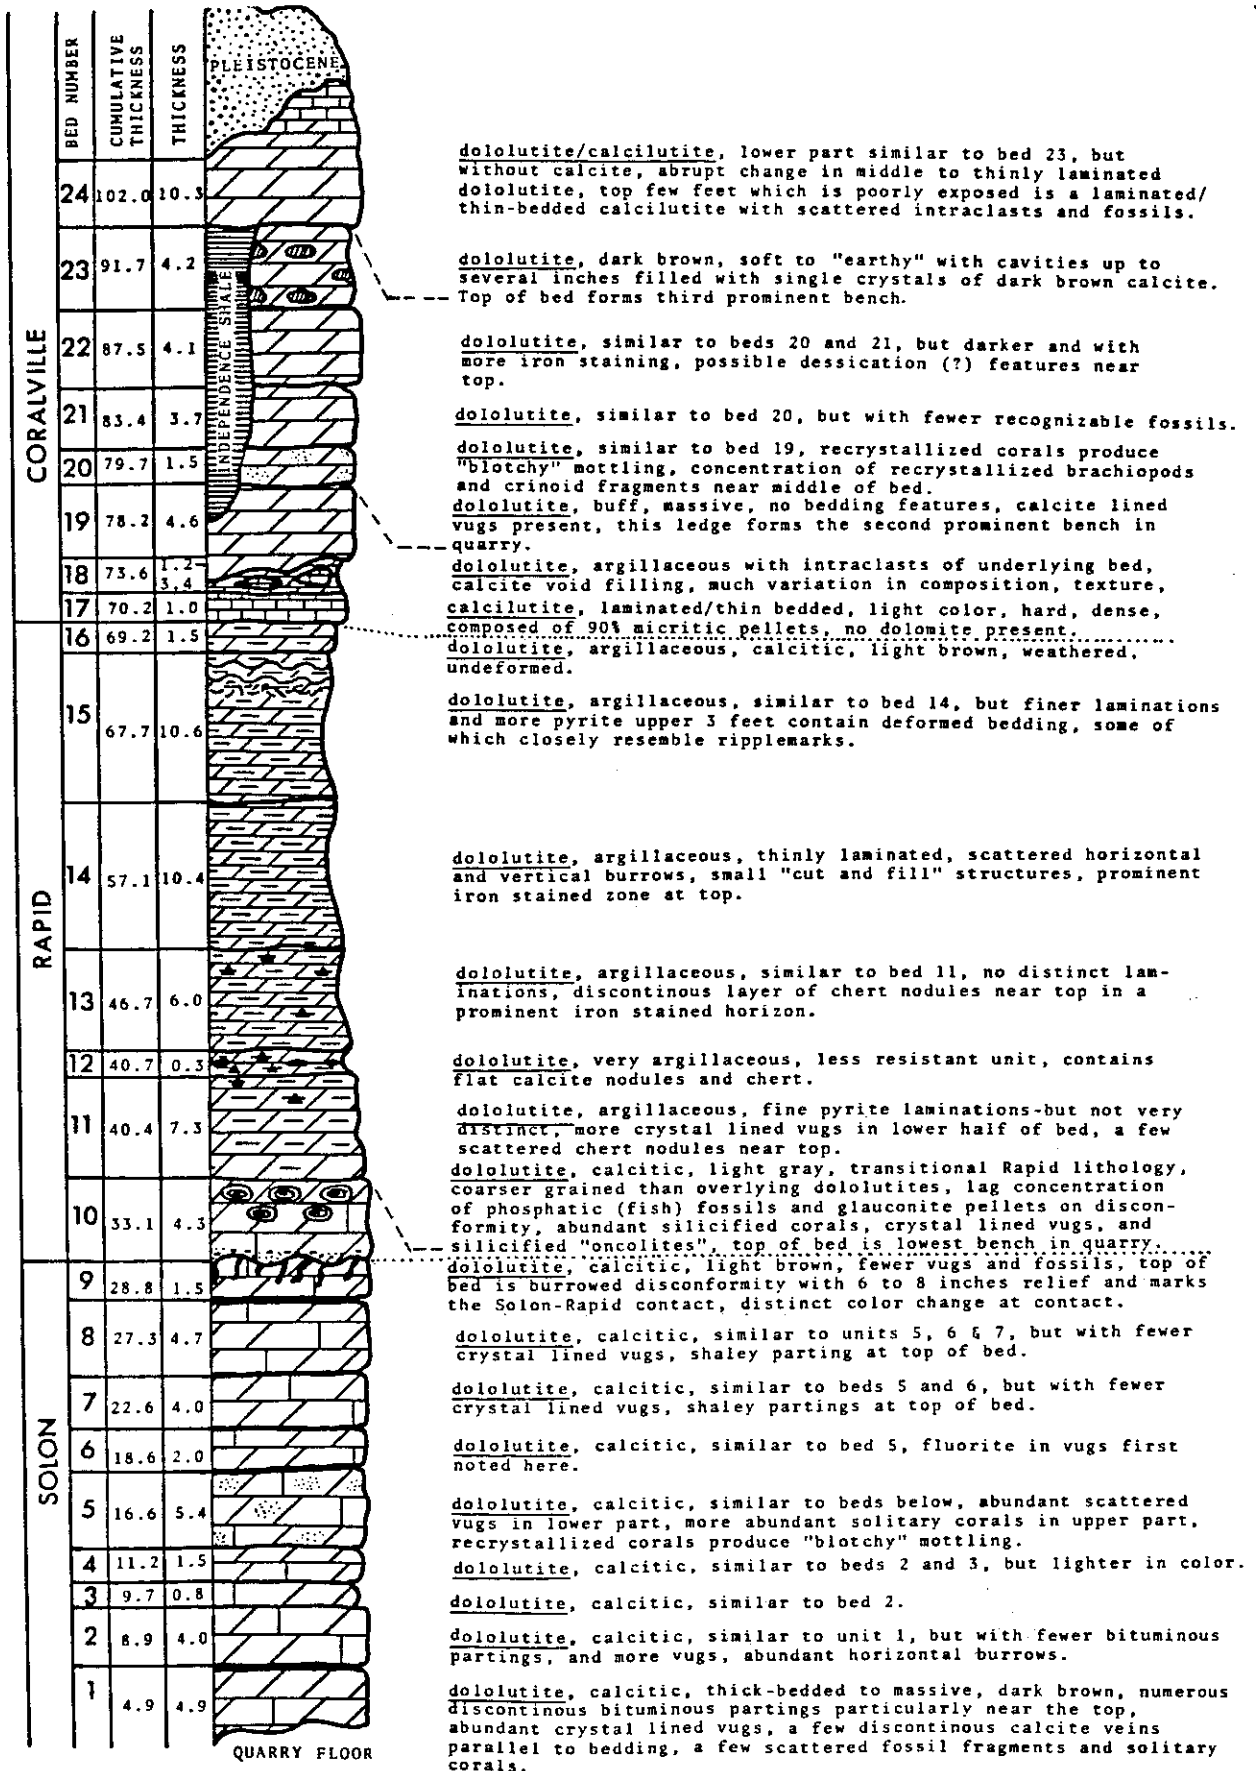 BED NUMBER
CUMULATIVE THICKNESS
THICKNESS
PLEISTOCENE
INDEPENDENCE SHALE
CORALVILLE
RAPID
SOLON
24 102.0 10.3
dololutite/calcilutite, lower part similar to bed 23, but
without calcite, abrupt change in middle to thinly laminated
dololutite, top few feet which is poorly exposed is a laminated/
thin-bedded calcilutite with scattered intraclasts and fossils.
23 91.7 4.2
dololutite, dark brown, soft to "earthy" with cavities up to
several inches filled with single crystals of dark brown calcite.
Top of bed forms third prominent bench.
22 87.5 4.1
dololutite, similar to beds 20 and 21, but darker and with
more iron staining, possible dessication (?) features near
top.
21 83.4 3.7
dololutite, similar to bed 20, but with fewer recognizable fossils.
20 79.7 1.5
dololutite, similar to bed 19, recrystallized corals produce
"blotchy" mottling, concentration of recrystallized brachiopods
and crinoid fragments near middle of bed.
19 78.2 4.6
dololutite, buff, massive, no bedding features, calcite lined
vugs present, this ledge forms the second prominent bench in
quarry.
18 73.6 1.2-3.4
dololutite, argillaceous with intraclasts of underlying bed,
calcite void filling, much variation in composition, texture,
17 70.2 1.0
calcilutite, laminated/thin bedded, light color, hard, dense,
composed of 90% micritic pellets, no dolomite present.
16 69.2 1.5
dololutite, argillaceous, calcitic, light brown, weathered,
undeformed.
15 67.7 10.6
dololutite, argillaceous, similar to bed 14, but finer laminations
and more pyrite upper 3 feet contain deformed bedding, some of
which closely resemble ripplemarks.
14 57.1 10.4
dololutite, argillaceous, thinly laminated, scattered horizontal
and vertical burrows, small "cut and fill" structures, prominent
iron stained zone at top.
13 46.7 6.0
dololutite, argillaceous, similar to bed 11, no distinct lam-
inations, discontinous layer of chert nodules near top in a
prominent iron stained horizon.
12 40.7 0.3
dololutite, very argillaceous, less resistant unit, contains
flat calcite nodules and chert.
11 40.4 7.3
dololutite, argillaceous, fine pyrite laminations-but not very
distinct, more crystal lined vugs in lower half of bed, a few
scattered chert nodules near top.
10 33.1 4.3
dololutite, calcitic, light gray, transitional Rapid lithology,
coarser grained than overlying dololutites, lag concentration
of phosphatic (fish) fossils and glauconite pellets on discon-
formity, abundant silicified corals, crystal lined vugs, and
silicified "oncolites", top of bed is lowest bench in quarry.
9 28.8 1.5
dololutite, calcitic, light brown, fewer vugs and fossils, top of
bed is burrowed disconformity with 6 to 8 inches relief and marks
the Solon-Rapid contact, distinct color change at contact.
8 27.3 4.7
dololutite, calcitic, similar to units 5, 6 & 7, but with fewer
crystal lined vugs, shaley parting at top of bed.
7 22.6 4.0
dololutite, calcitic, similar to beds 5 and 6, but with fewer
crystal lined vugs, shaley partings at top of bed.
6 18.6 2.0
dololutite, calcitic, similar to bed 5, fluorite in vugs first
noted here.
5 16.6 5.4
dololutite, calcitic, similar to beds below, abundant scattered
vugs in lower part, more abundant solitary corals in upper part,
recrystallized corals produce "blotchy" mottling.
4 11.2 1.5
dololutite, calcitic, similar to beds 2 and 3, but lighter in color.
3 9.7 0.8
dololutite, calcitic, similar to bed 2.
2 8.9 4.0
dololutite, calcitic, similar to unit 1, but with fewer bituminous
partings, and more vugs, abundant horizontal burrows.
1 4.9 4.9
dololutite, calcitic, thick-bedded to massive, dark brown, numerous
discontinous bituminous partings particularly near the top,
abundant crystal lined vugs, a few discontinous calcite veins
parallel to bedding, a few scattered fossil fragments and solitary
corals.
QUARRY FLOOR